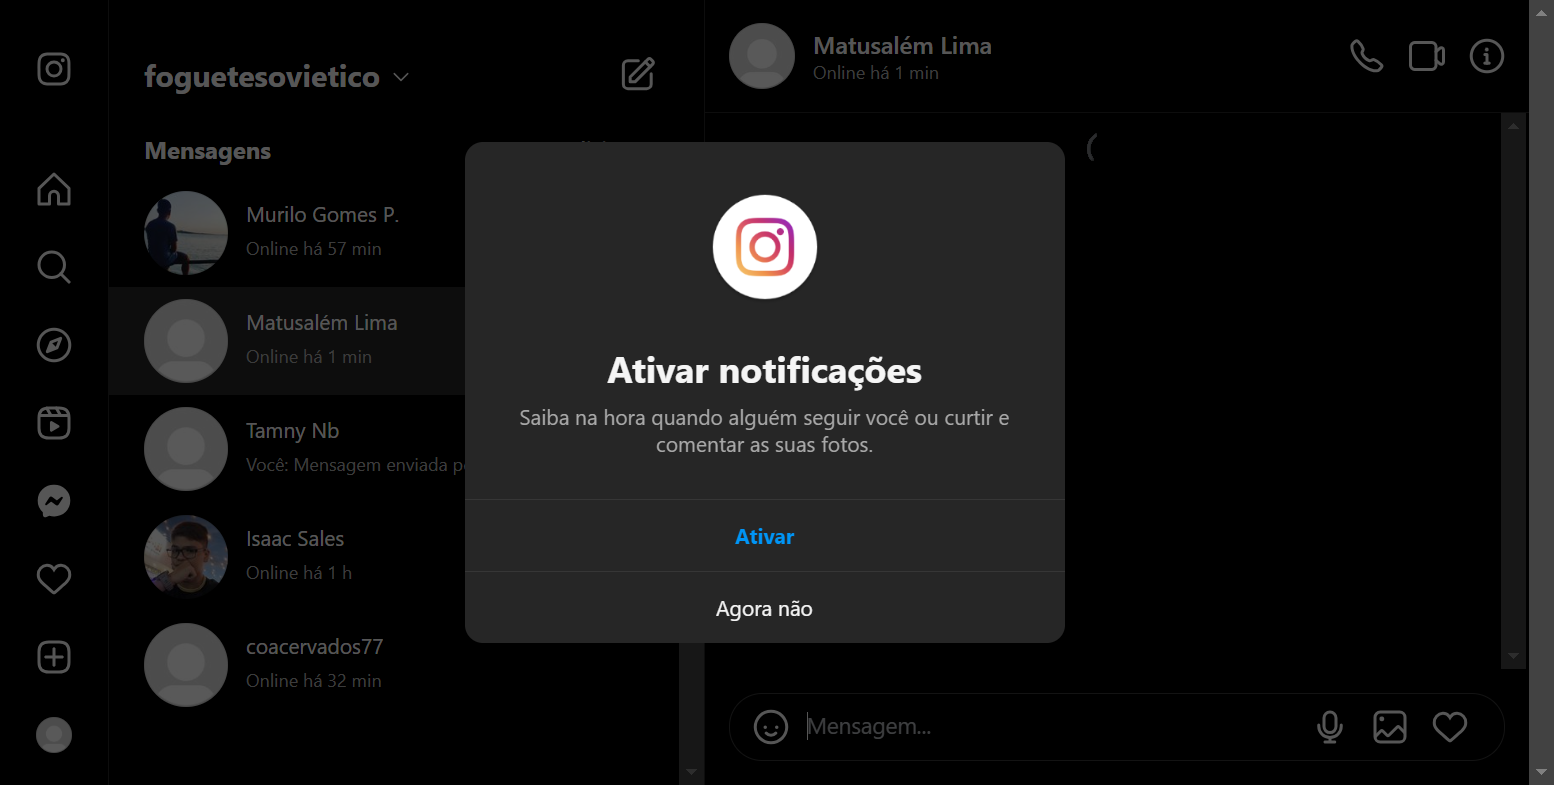 foguetesovietico
Mensagens
Murilo Gomes P.
Online há 57 min
Matusalém Lima
Online há 1 min
Tamny Nb
Você: Mensagem enviada
Isaac Sales
Online há 1 h
coacervados77
Online há 32 min
Matusalém Lima
Online há 1 min
Ativar notificações
Saiba na hora quando alguém seguir você ou curtir e
comentar as suas fotos.
Ativar
Agora não
Mensagem...